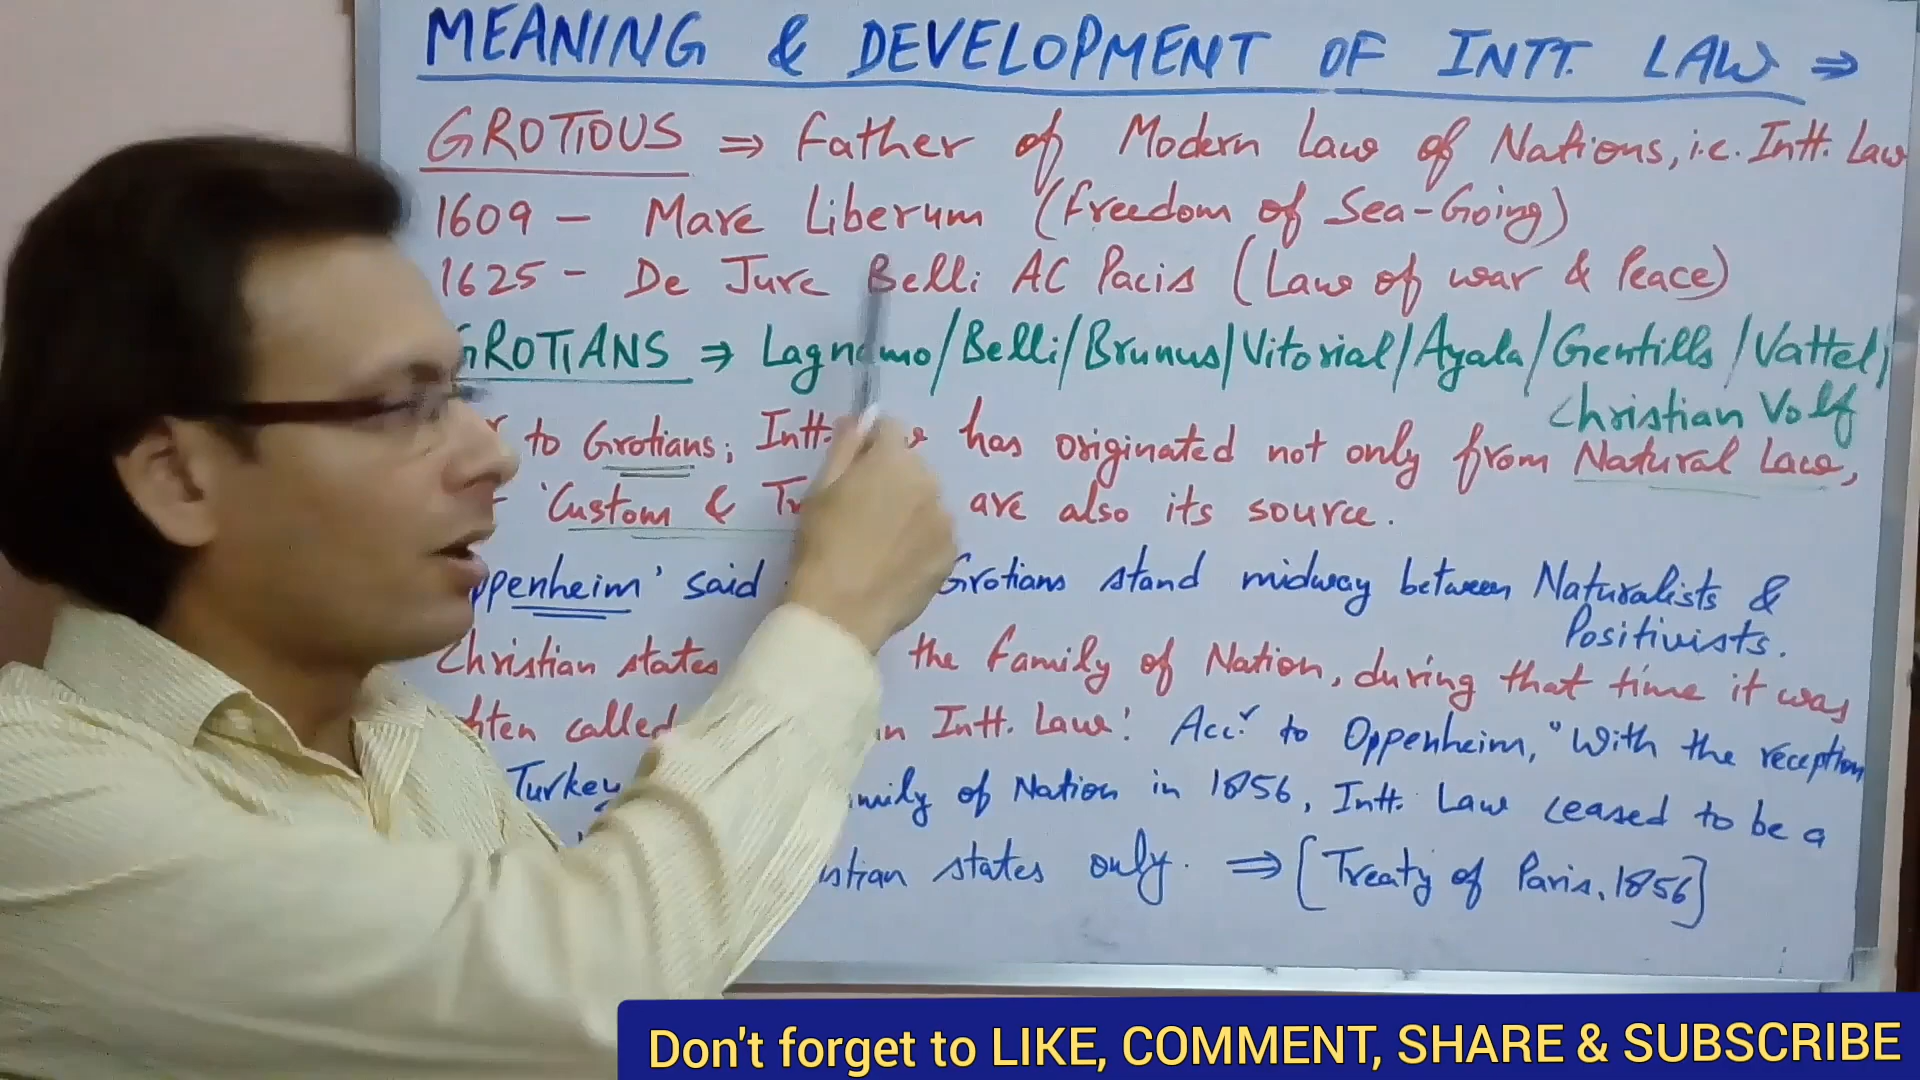 MEANING & DEVELOPMENT OF INTT. LAW ⇒
GROTIOUS ⇒ Father of Modern Law of Nations, i.e. Intt. Law
1609 - Mare Liberum (Freedom of Sea-Going)
1625 - De Jure Belli AC Pacis (Law of war & Peace)
GROTIANS ⇒ /Belli/Brunus/Vitorial/Ayala/Gentills/Vattel/
Christian Volf
to Grotians; Intt. has originated not only from Natural Law,
'Custom & are also its source.
Oppenheim' said Grotians stand midway between Naturalists &
Positivists.
Christian states the family of Nation, during that time it was
often called Intt. Law! Acc. to Oppenheim, "With the reception
Turkey family of Nation in 1856, Intt. Law ceased to be a
states only. ⇒ [Treaty of Paris, 1856]
Don't forget to LIKE, COMMENT, SHARE & SUBSCRIBE